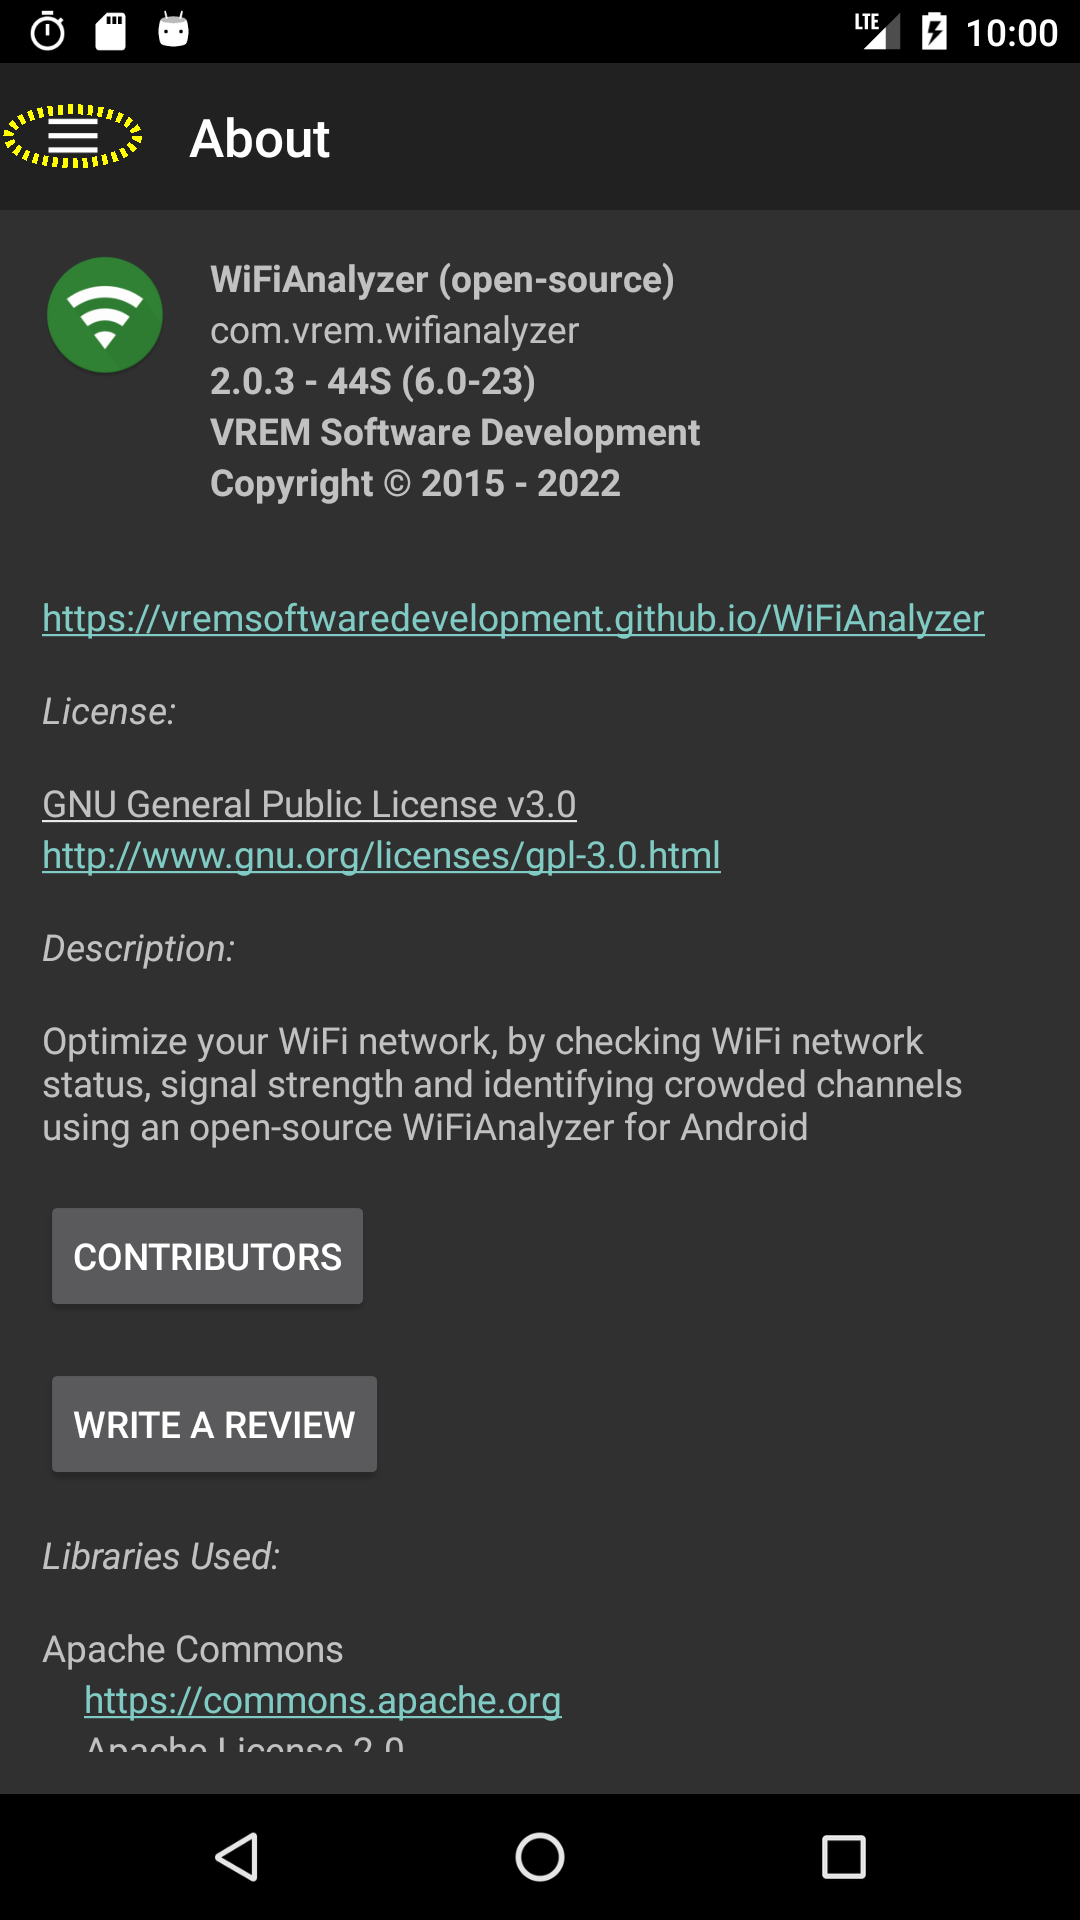 LTE 10:00
About
WiFiAnalyzer (open-source)
com.vrem.wifianalyzer
2.0.3 - 44S (6.0-23)
VREM Software Development
Copyright © 2015 - 2022
https://vremsoftwaredevelopment.github.io/WiFiAnalyzer
License:
GNU General Public License v3.0
http://www.gnu.org/licenses/gpl-3.0.html
Description:
Optimize your WiFi network, by checking WiFi network
status, signal strength and identifying crowded channels
using an open-source WiFiAnalyzer for Android
CONTRIBUTORS
WRITE A REVIEW
Libraries Used:
Apache Commons
https://commons.apache.org
Apache License 2.0